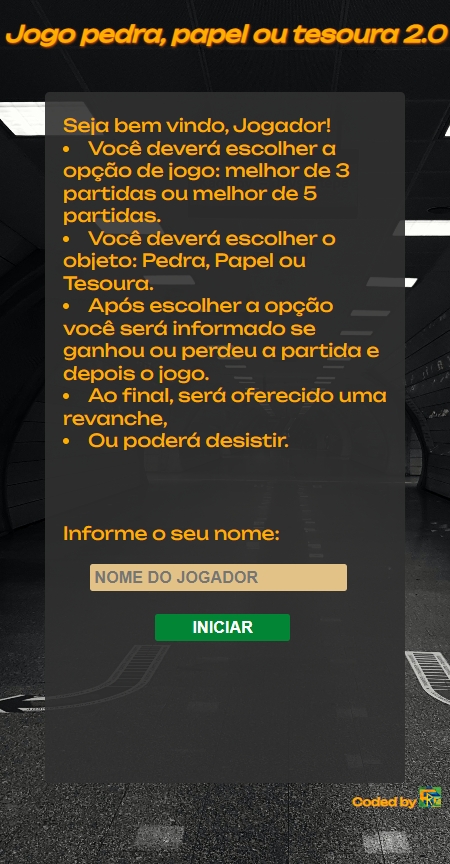 Jogo pedra, papel ou tesoura 2.0
Seja bem vindo, Jogador!
• Você deverá escolher a
opção de jogo: melhor de 3
partidas ou melhor de 5
partidas.
• Você deverá escolher o
objeto: Pedra, Papel ou
Tesoura.
• Após escolher a opção
você será informado se
ganhou ou perdeu a partida e
depois o jogo.
• Ao final, será oferecido uma
revanche,
• Ou poderá desistir.
Informe o seu nome:
NOME DO JOGADOR
INICIAR
Coded by